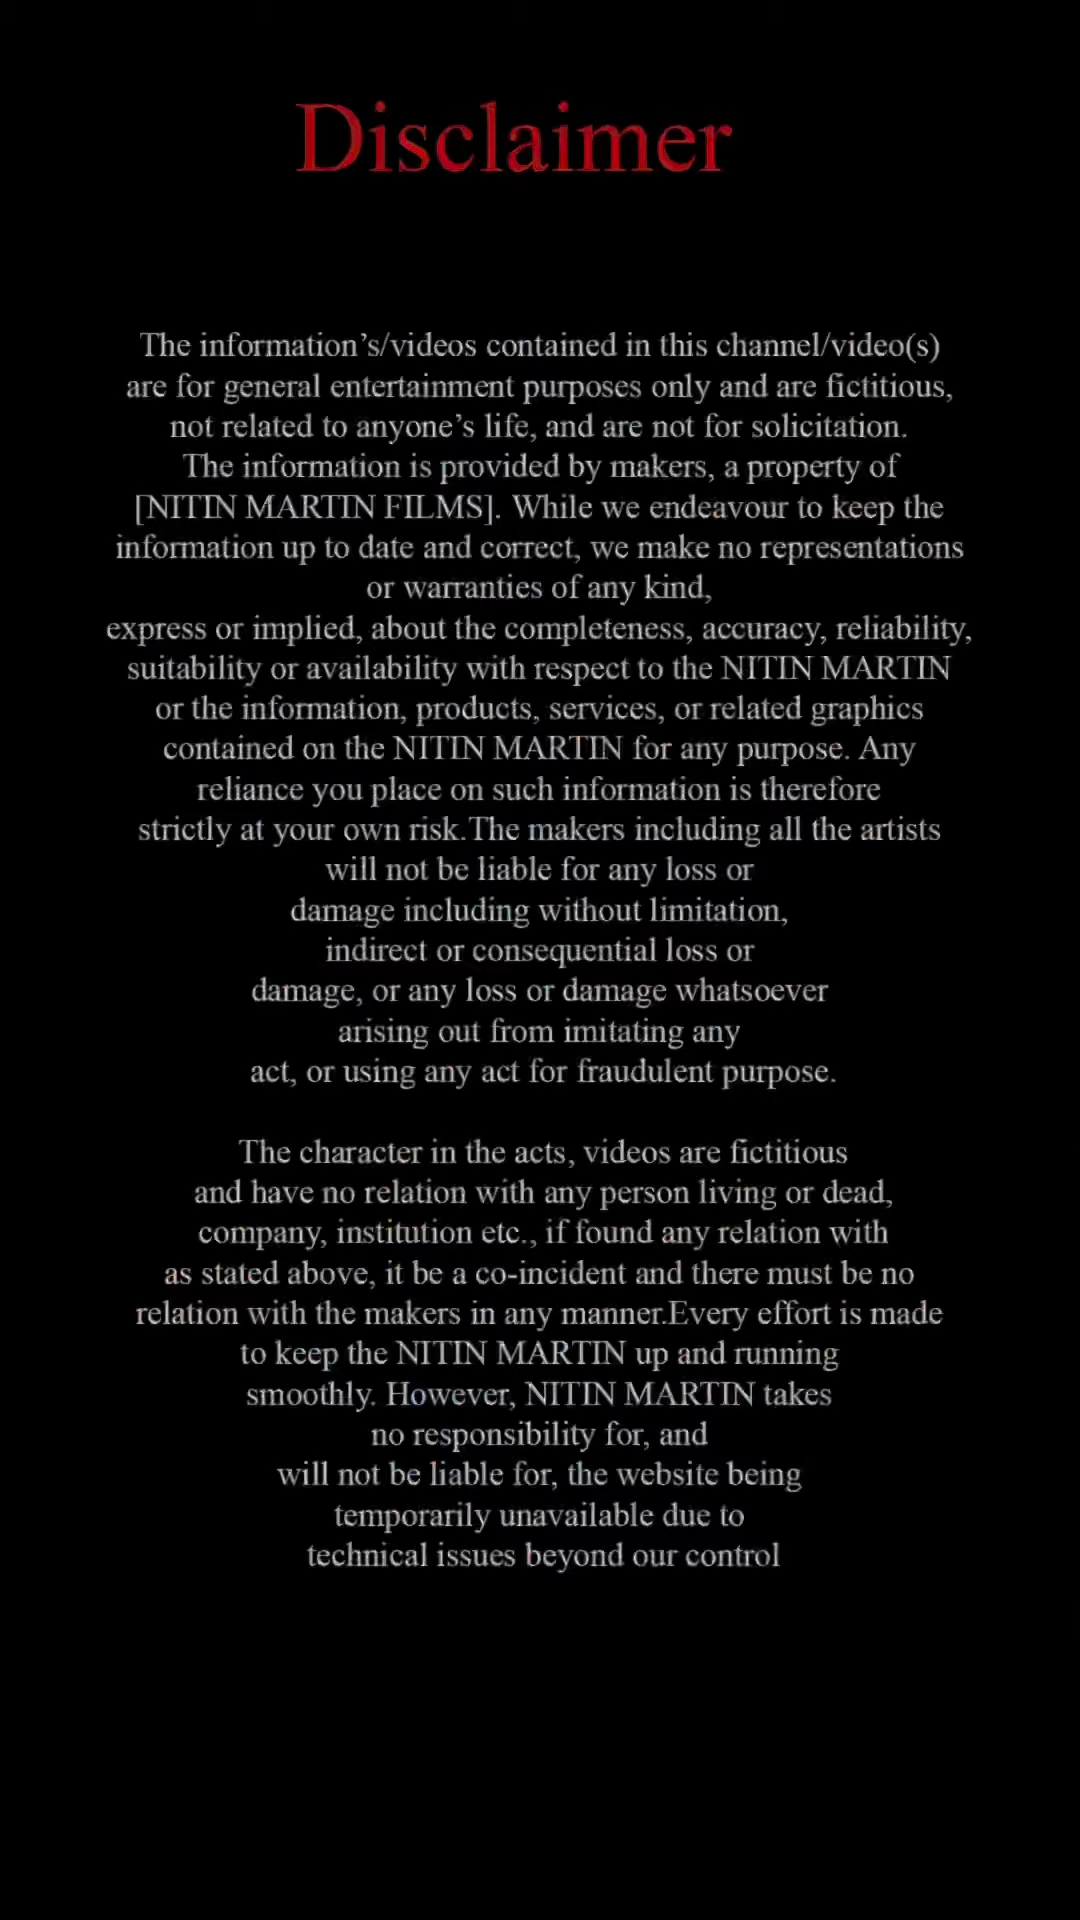 Disclaimer
The information’s/videos contained in this channel/video(s)
are for general entertainment purposes only and are fictitious,
not related to anyone’s life, and are not for solicitation.
The information is provided by makers, a property of
[NITIN MARTIN FILMS]. While we endeavour to keep the
information up to date and correct, we make no representations
or warranties of any kind,
express or implied, about the completeness, accuracy, reliability,
suitability or availability with respect to the NITIN MARTIN
or the information, products, services, or related graphics
contained on the NITIN MARTIN for any purpose. Any
reliance you place on such information is therefore
strictly at your own risk.The makers including all the artists
will not be liable for any loss or
damage including without limitation,
indirect or consequential loss or
damage, or any loss or damage whatsoever
arising out from imitating any
act, or using any act for fraudulent purpose.
The character in the acts, videos are fictitious
and have no relation with any person living or dead,
company, institution etc., if found any relation with
as stated above, it be a co-incident and there must be no
relation with the makers in any manner.Every effort is made
to keep the NITIN MARTIN up and running
smoothly. However, NITIN MARTIN takes
no responsibility for, and
will not be liable for, the website being
temporarily unavailable due to
technical issues beyond our control